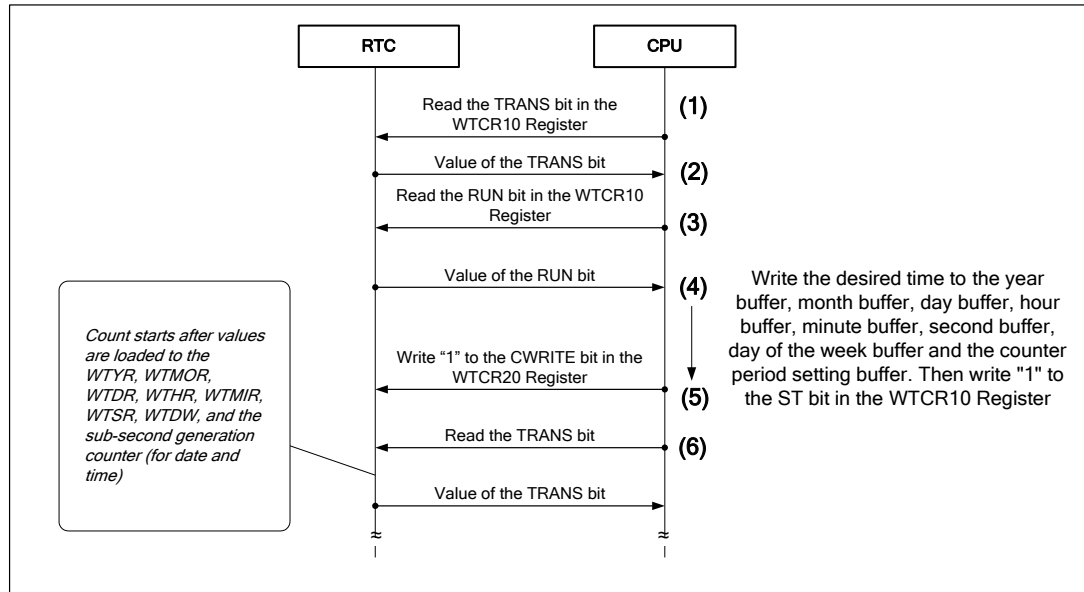 RTC
CPU
Read the TRANS bit in the
WTCR10 Register
(1)
Value of the TRANS bit
(2)
Read the RUN bit in the WTCR10
Register
(3)
Value of the RUN bit
(4)
Write the desired time to the year
buffer, month buffer, day buffer, hour
buffer, minute buffer, second buffer,
day of the week buffer and the counter
period setting buffer. Then write "1" to
the ST bit in the WTCR10 Register
Count starts after values
are loaded to the
WTYR, WTMOR,
WTDR, WTHR, WTMIR,
WTSR, WTDW, and the
sub-second generation
counter (for date and
time)
Write “1” to the CWRITE bit in the
WTCR20 Register
(5)
Read the TRANS bit
(6)
Value of the TRANS bit